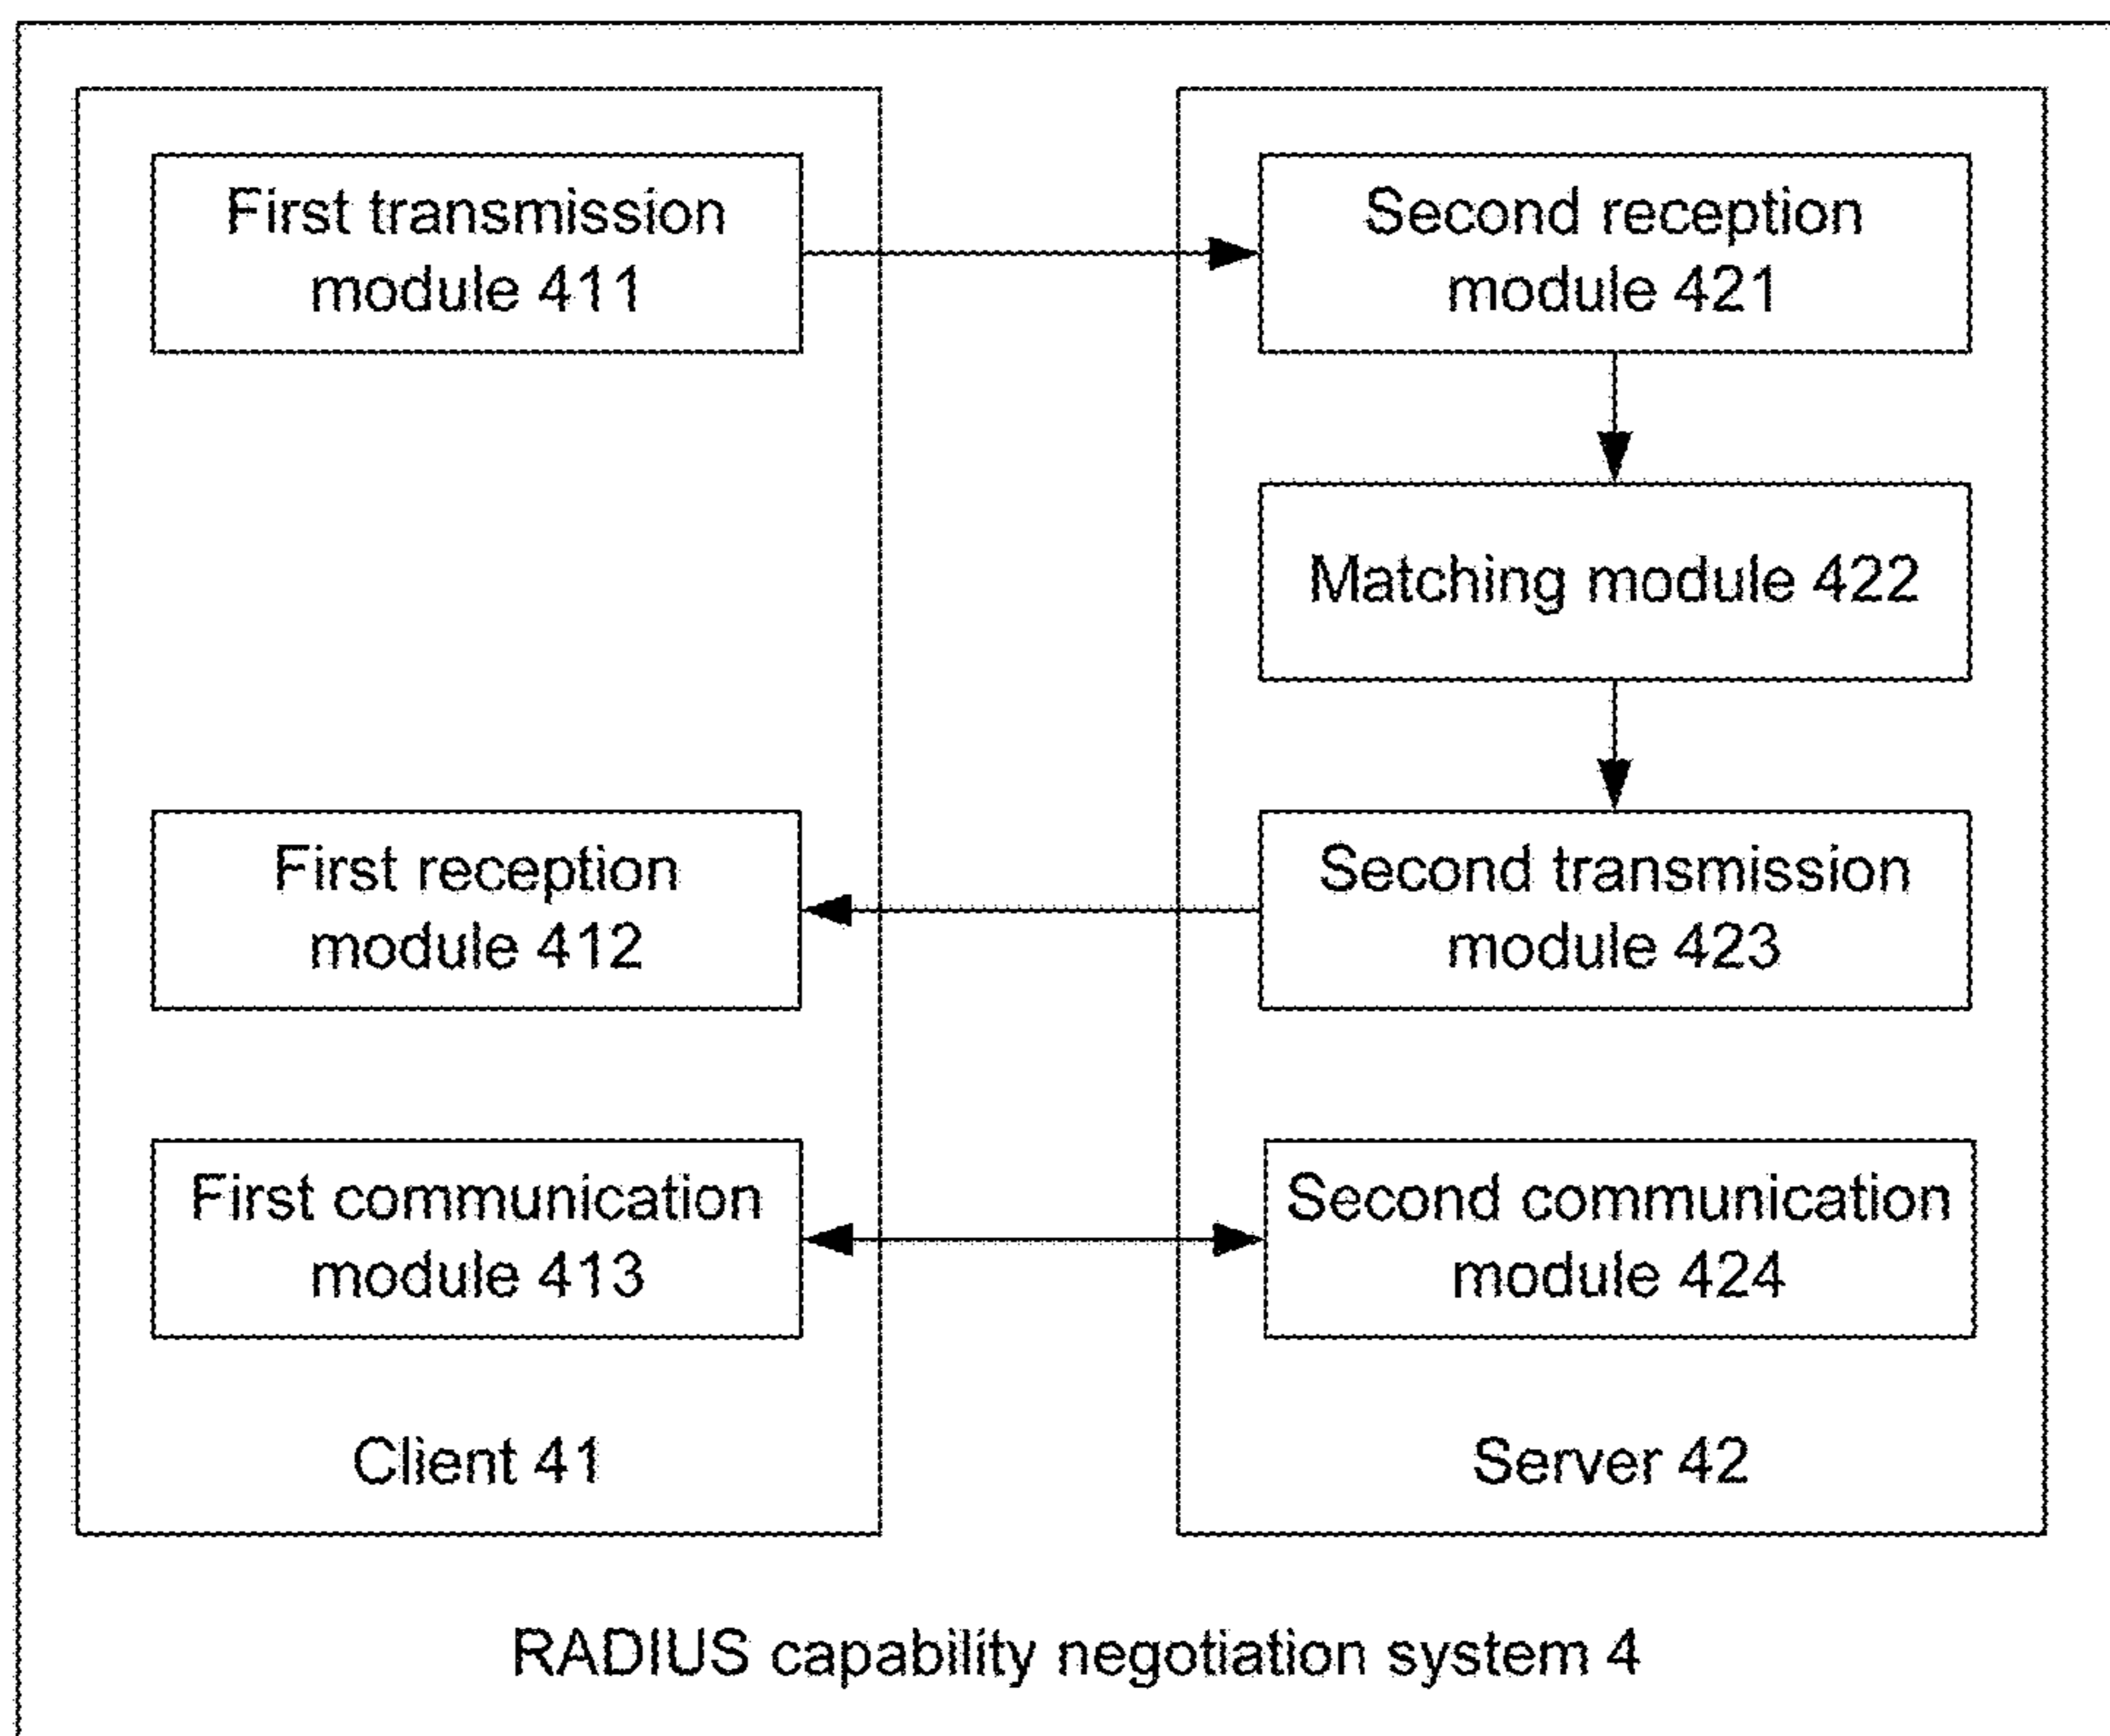 First transmission
module 411
Second reception
module 421
Matching module 422
First reception
module 412
Second transmission
module 423
First communication
module 413
Second communication
module 424
Client 41
Server 42
RADIUS capability negotiation system 4